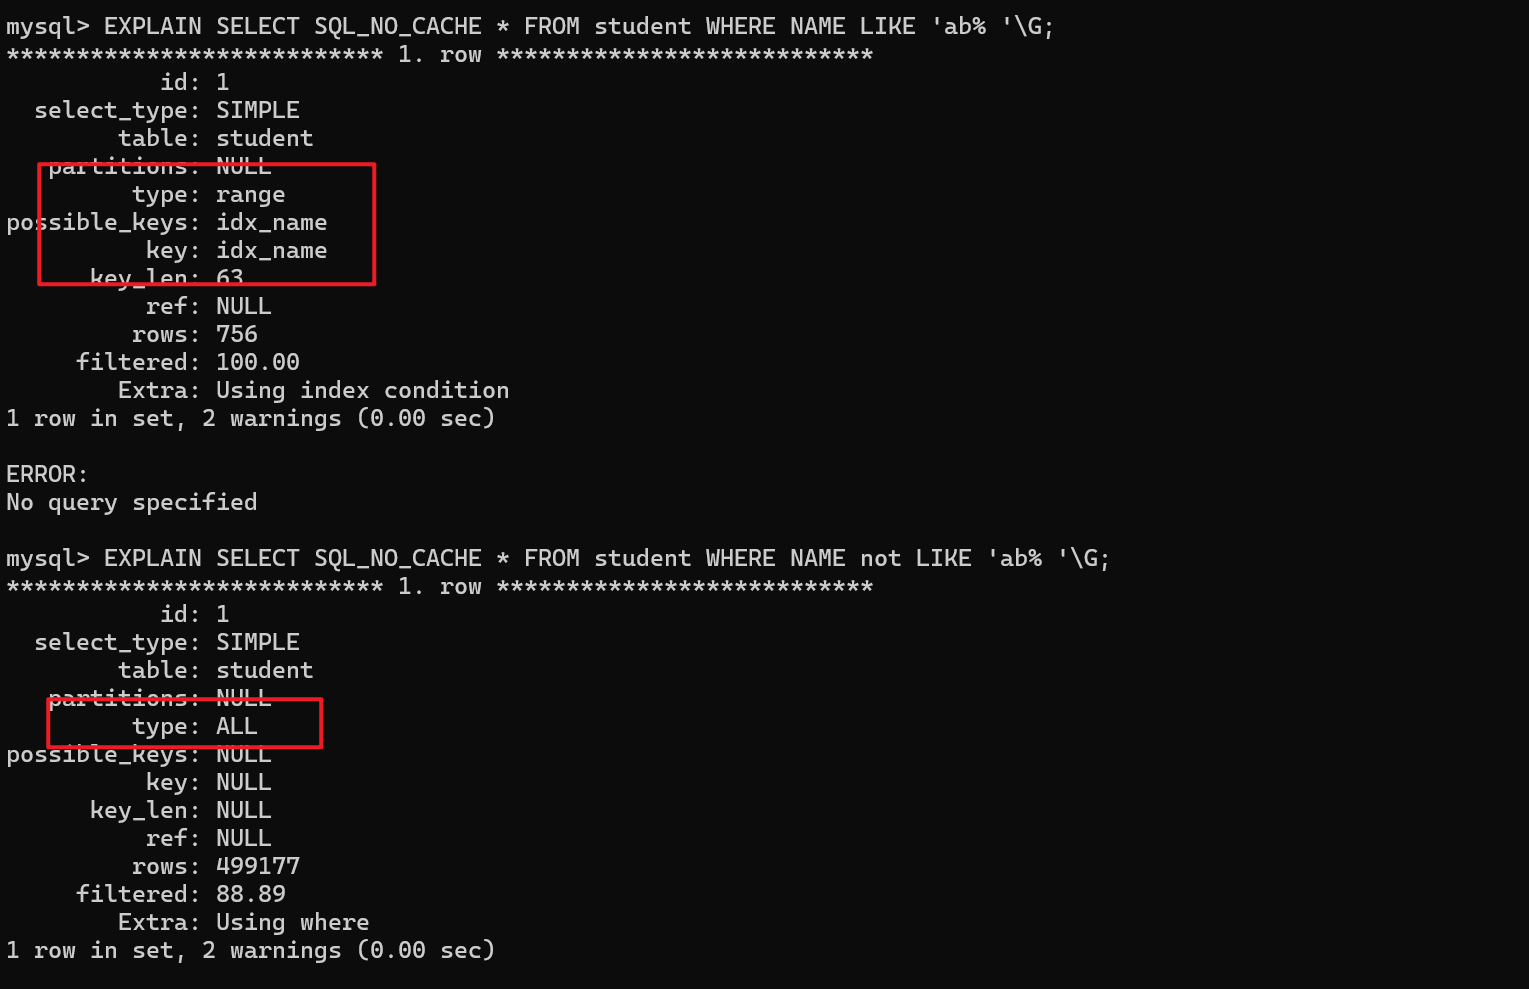 mysql> EXPLAIN SELECT SQL_NO_CACHE * FROM student WHERE NAME LIKE 'ab% '\G;
*************************** 1. row ***************************
           id: 1
  select_type: SIMPLE
        table: student
   partitions: NULL
         type: range
possible_keys: idx_name
          key: idx_name
      key_len: 63
          ref: NULL
         rows: 756
     filtered: 100.00
        Extra: Using index condition
1 row in set, 2 warnings (0.00 sec)

ERROR:
No query specified

mysql> EXPLAIN SELECT SQL_NO_CACHE * FROM student WHERE NAME not LIKE 'ab% '\G;
*************************** 1. row ***************************
           id: 1
  select_type: SIMPLE
        table: student
   partitions: NULL
         type: ALL
possible_keys: NULL
          key: NULL
      key_len: NULL
          ref: NULL
         rows: 499177
     filtered: 88.89
        Extra: Using where
1 row in set, 2 warnings (0.00 sec)